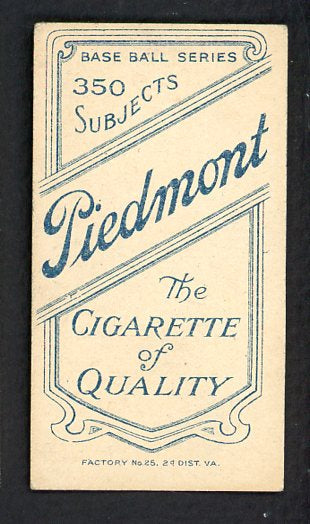 BASE BALL SERIES
350
SUBJECTS
Piedmont
The
CIGARETTE
of
QUALITY
FACTORY No. 25, 2d DIST. VA.